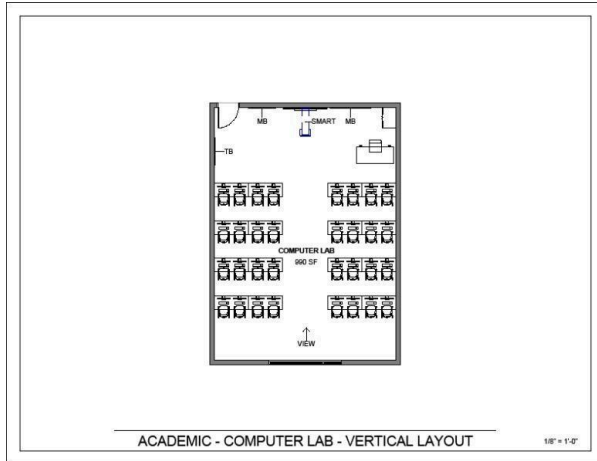 MB
SMART
MB
TB
COMPUTER LAB
990 SF
VIEW
ACADEMIC - COMPUTER LAB - VERTICAL LAYOUT
1/8" = 1'-0"